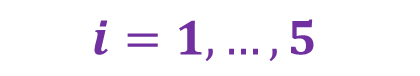 i = 1, … , 5